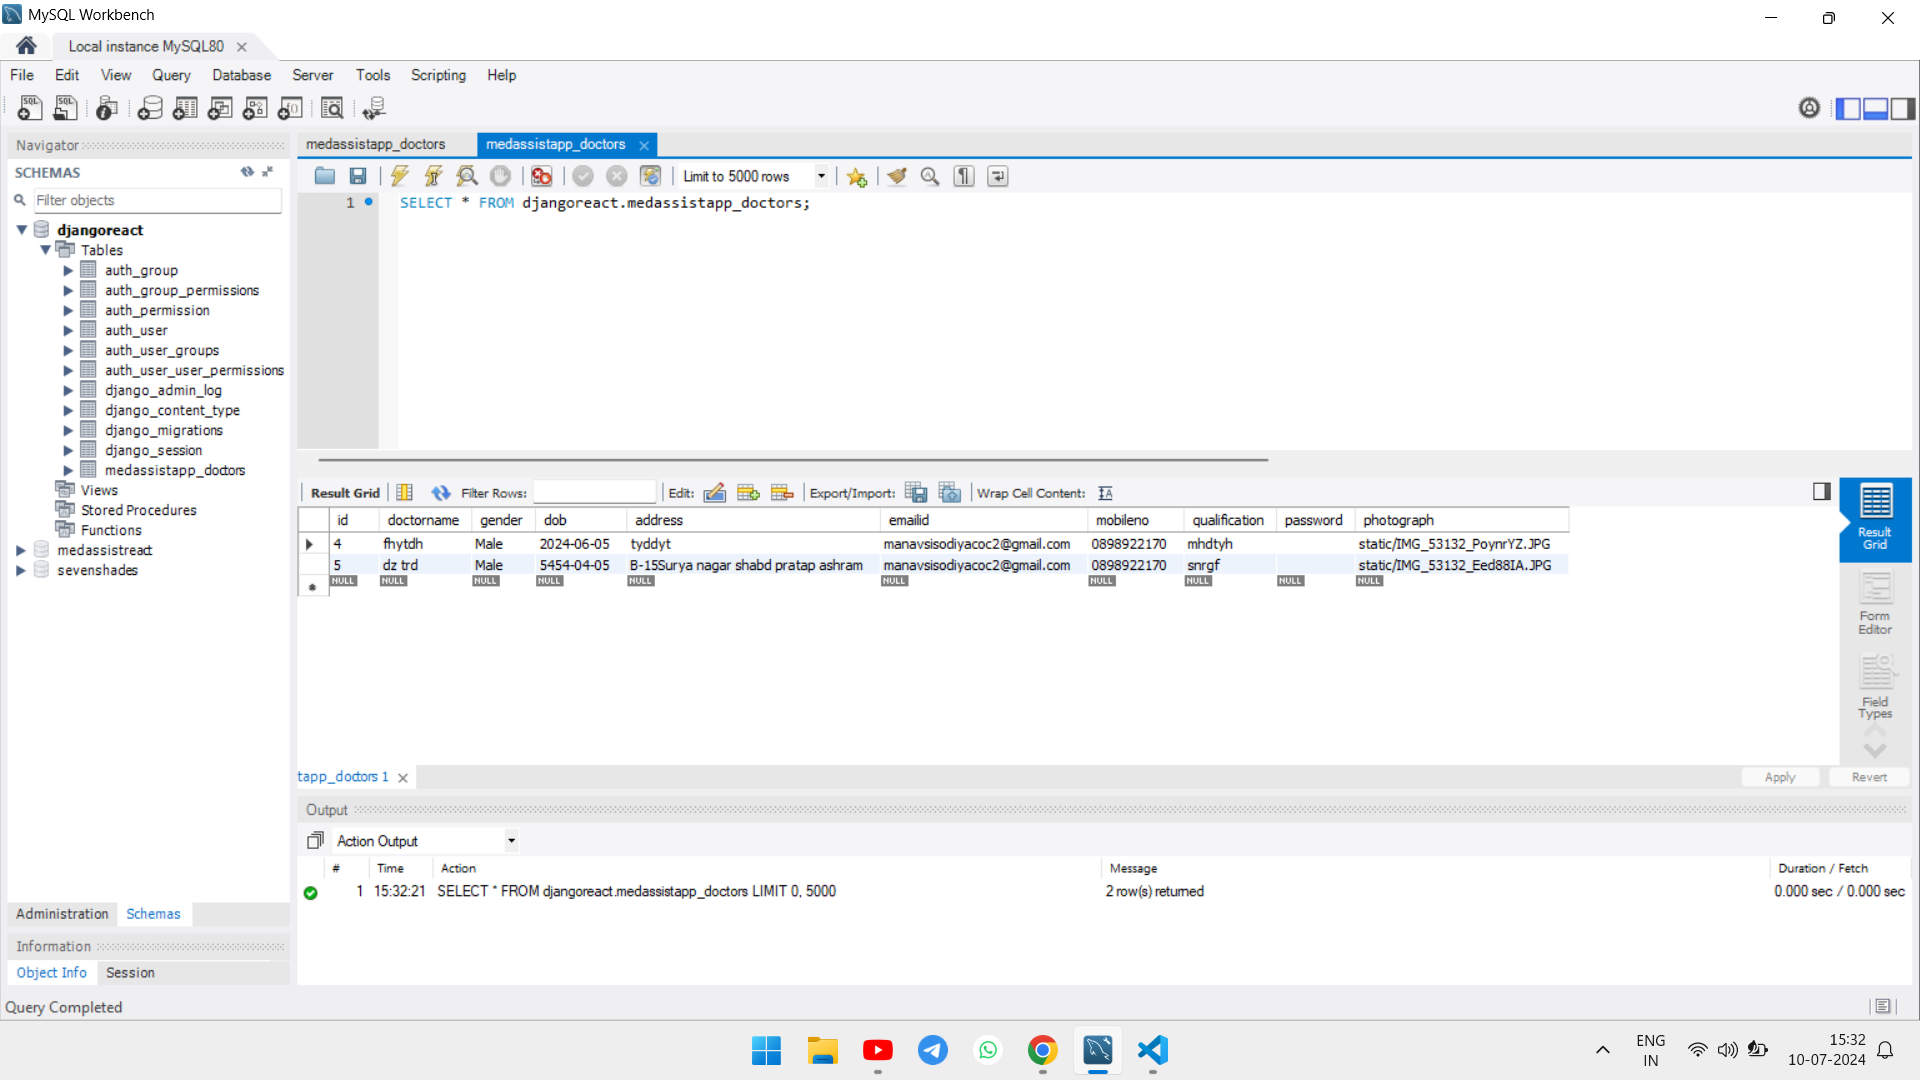 MySQL Workbench
Local instance MySQL80
File Edit View Query Database Server Tools Scripting Help
Navigator
SCHEMAS
Filter objects
djangoreact
Tables
auth_group
auth_group_permissions
auth_permission
auth_user
auth_user_groups
auth_user_user_permissions
django_admin_log
django_content_type
django_migrations
django_session
medassistapp_doctors
Views
Stored Procedures
Functions
medassistreact
sevenshades
Administration Schemas
Information
Object Info Session
Query Completed
medassistapp_doctors medassistapp_doctors
Limit to 5000 rows
1 SELECT * FROM djangoreact.medassistapp_doctors;
Result Grid Filter Rows: Edit: Export/Import: Wrap Cell Content:
id doctorname gender dob address emailid mobileno qualification password photograph
4 fhytdh Male 2024-06-05 tyddyt manavsisodiyacoc2@gmail.com 0898922170 mhdtyh static/IMG_53132_PoynrYZ.JPG
5 dz trd Male 5454-04-05 B-15Surya nagar shabd pratap ashram manavsisodiyacoc2@gmail.com 0898922170 snrgf static/IMG_53132_Eed88IA.JPG
NULL NULL NULL NULL NULL NULL NULL NULL NULL NULL
Result
Grid
Form
Editor
Field
Types
tapp_doctors 1
Apply Revert
Output
Action Output
# Time Action Message Duration / Fetch
1 15:32:21 SELECT * FROM djangoreact.medassistapp_doctors LIMIT 0, 5000 2 row(s) returned 0.000 sec / 0.000 sec
ENG
IN
15:32
10-07-2024